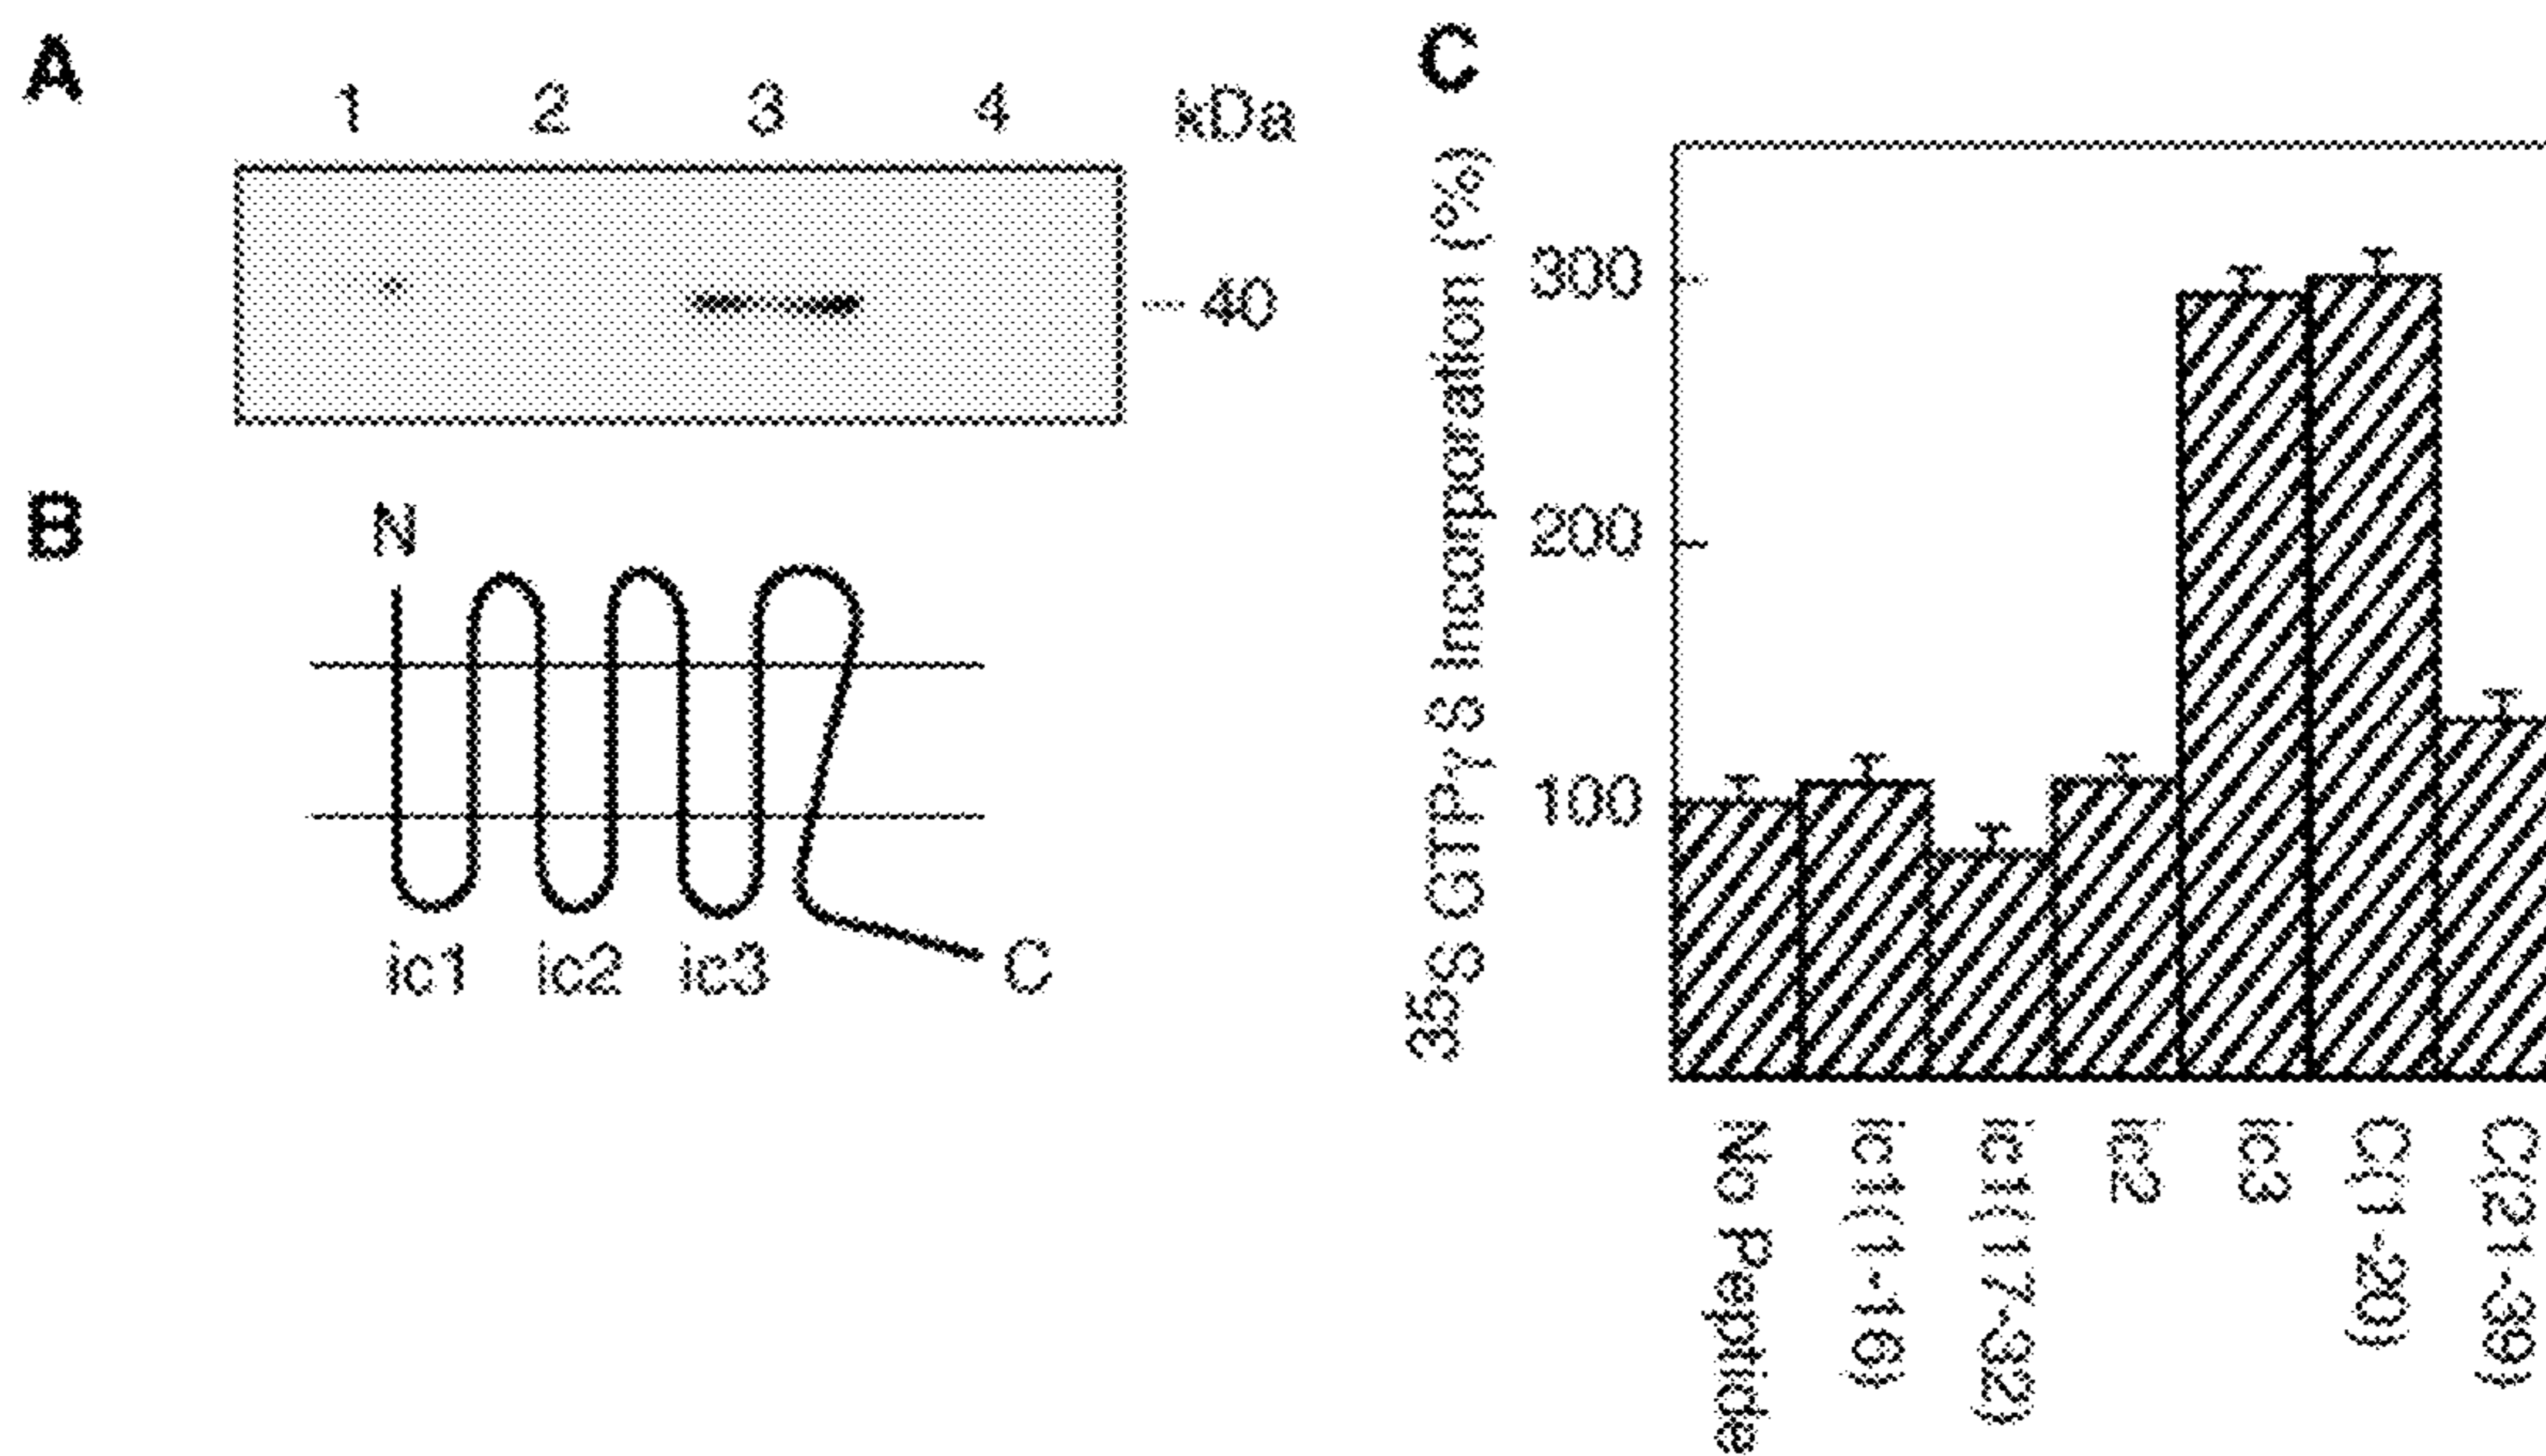 A
1 2 3 4 kDa
40
B
N
ic1 ic2 ic3 C
C
35S GTPγS Incorporation (%)
300
200
100
No Peptide
ic1(1-16)
ic1(17-32)
ic2
ic3
C(1-20)
C(21-39)